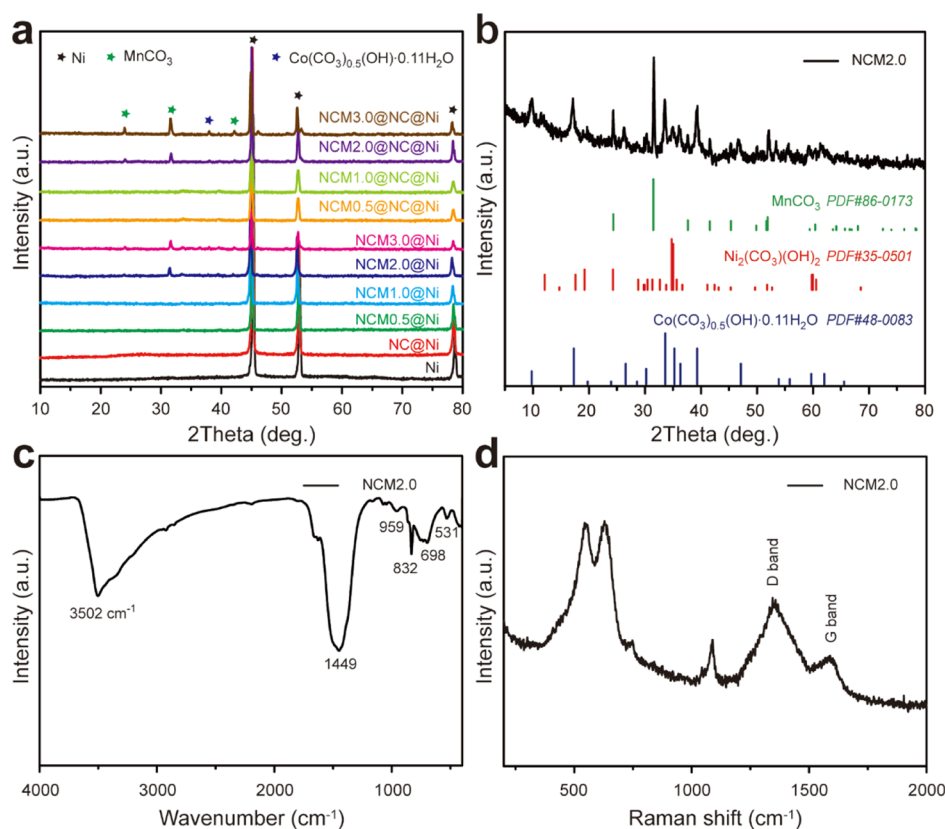 a
★ Ni ★ MnCO₃ ★ Co(CO₃)₀.₅(OH)·0.11H₂O
NCM3.0@NC@Ni
NCM2.0@NC@Ni
NCM1.0@NC@Ni
NCM0.5@NC@Ni
NCM3.0@Ni
NCM2.0@Ni
NCM1.0@Ni
NCM0.5@Ni
NC@Ni
Ni
Intensity (a.u.)
10 20 30 40 50 60 70 80
2Theta (deg.)
b
NCM2.0
MnCO₃ PDF#86-0173
Ni₂(CO₃)(OH)₂ PDF#35-0501
Co(CO₃)₀.₅(OH)·0.11H₂O PDF#48-0083
Intensity (a.u.)
10 20 30 40 50 60 70 80
2Theta (deg.)
c
NCM2.0
3502 cm⁻¹
1449
959
832
698
531
Intensity (a.u.)
4000 3000 2000 1000
Wavenumber (cm⁻¹)
d
NCM2.0
D band
G band
Intensity (a.u.)
500 1000 1500 2000
Raman shift (cm⁻¹)